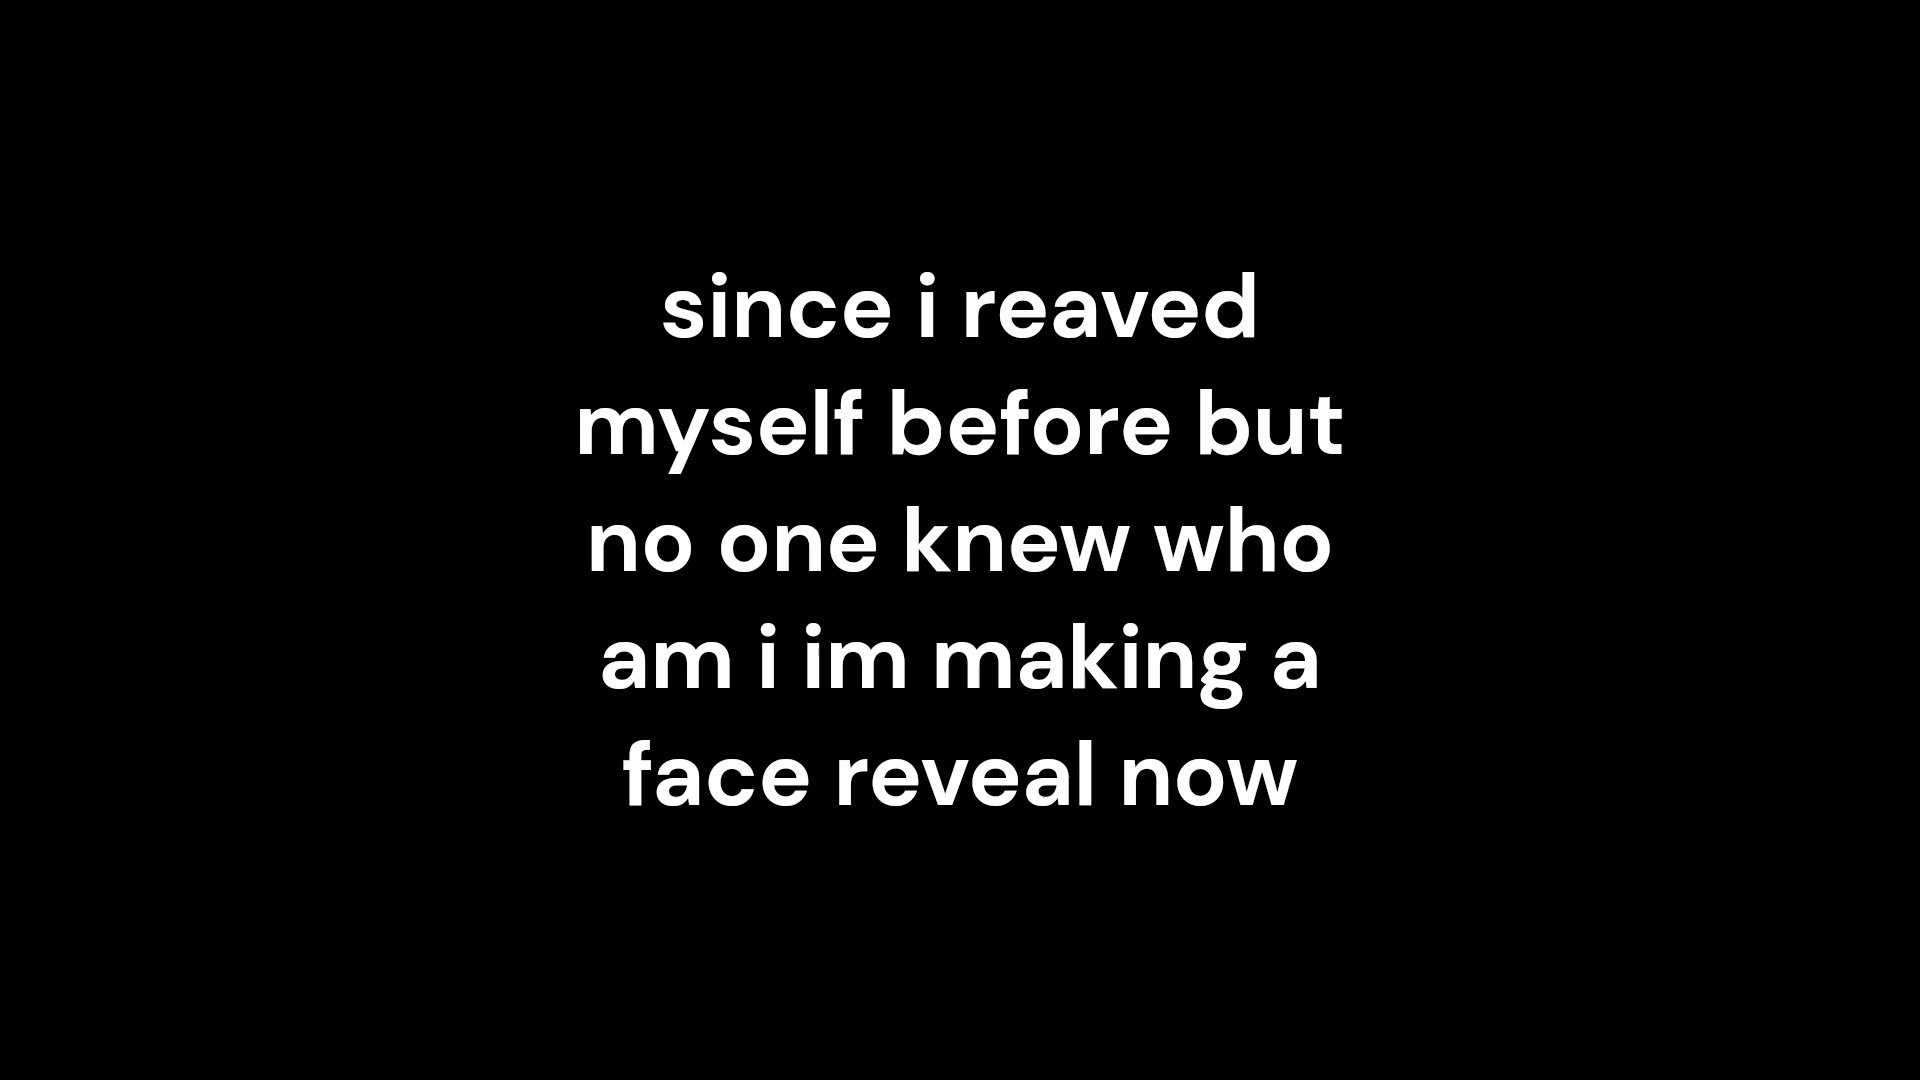 since i reaved
myself before but
no one knew who
am i im making a
face reveal now